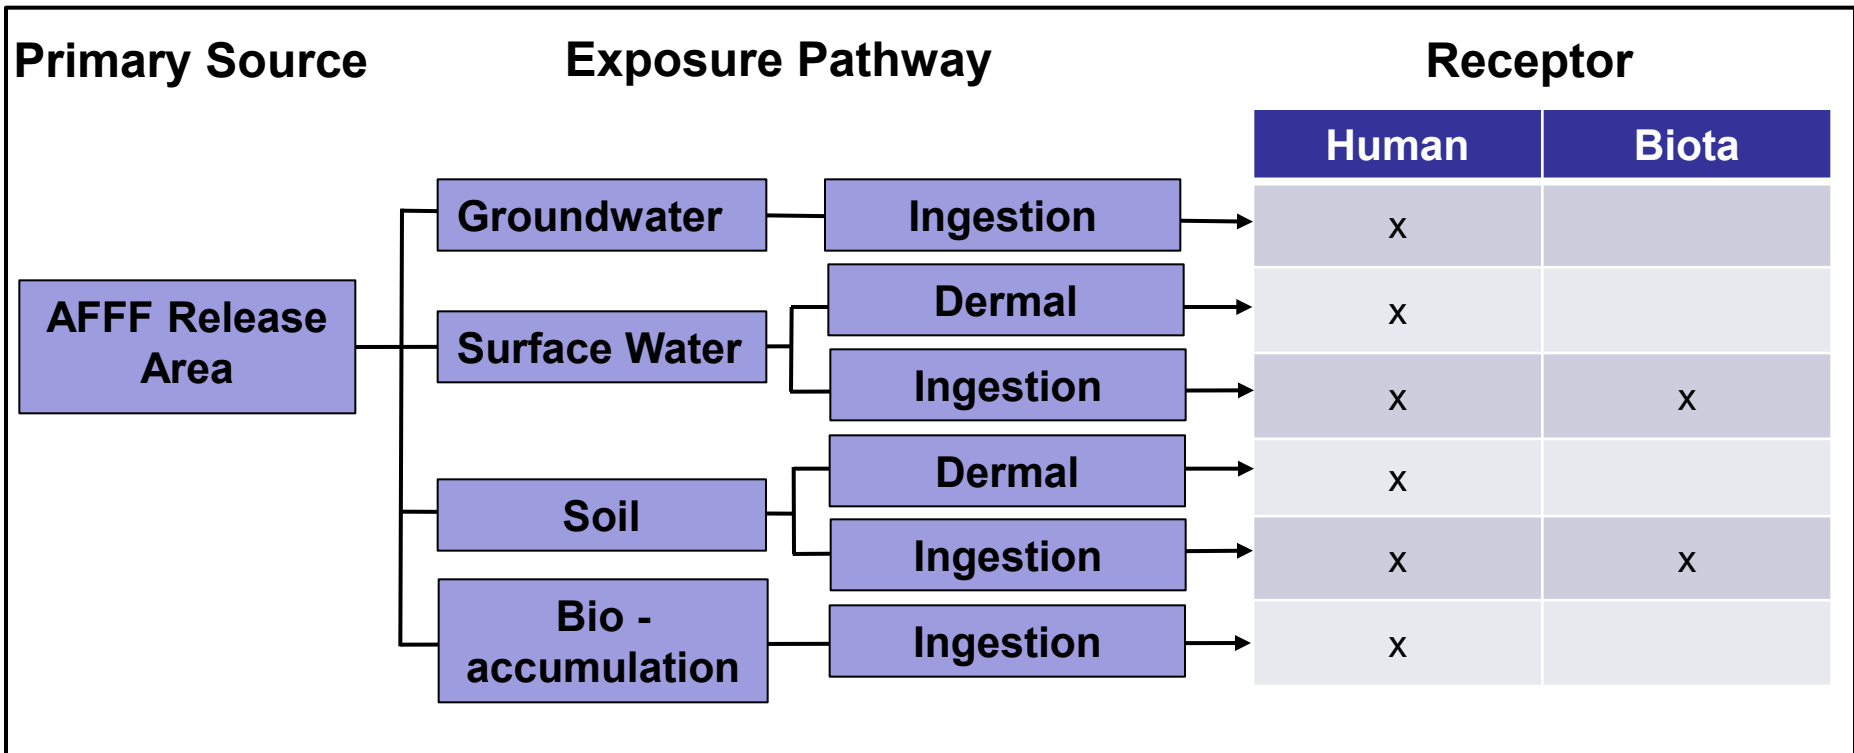 Primary Source
Exposure Pathway
Receptor
Human
Biota
AFFF Release
Area
Groundwater
Ingestion
x
Surface Water
Dermal
x
Ingestion
x
x
Soil
Dermal
x
Ingestion
x
x
Bio -
accumulation
Ingestion
x